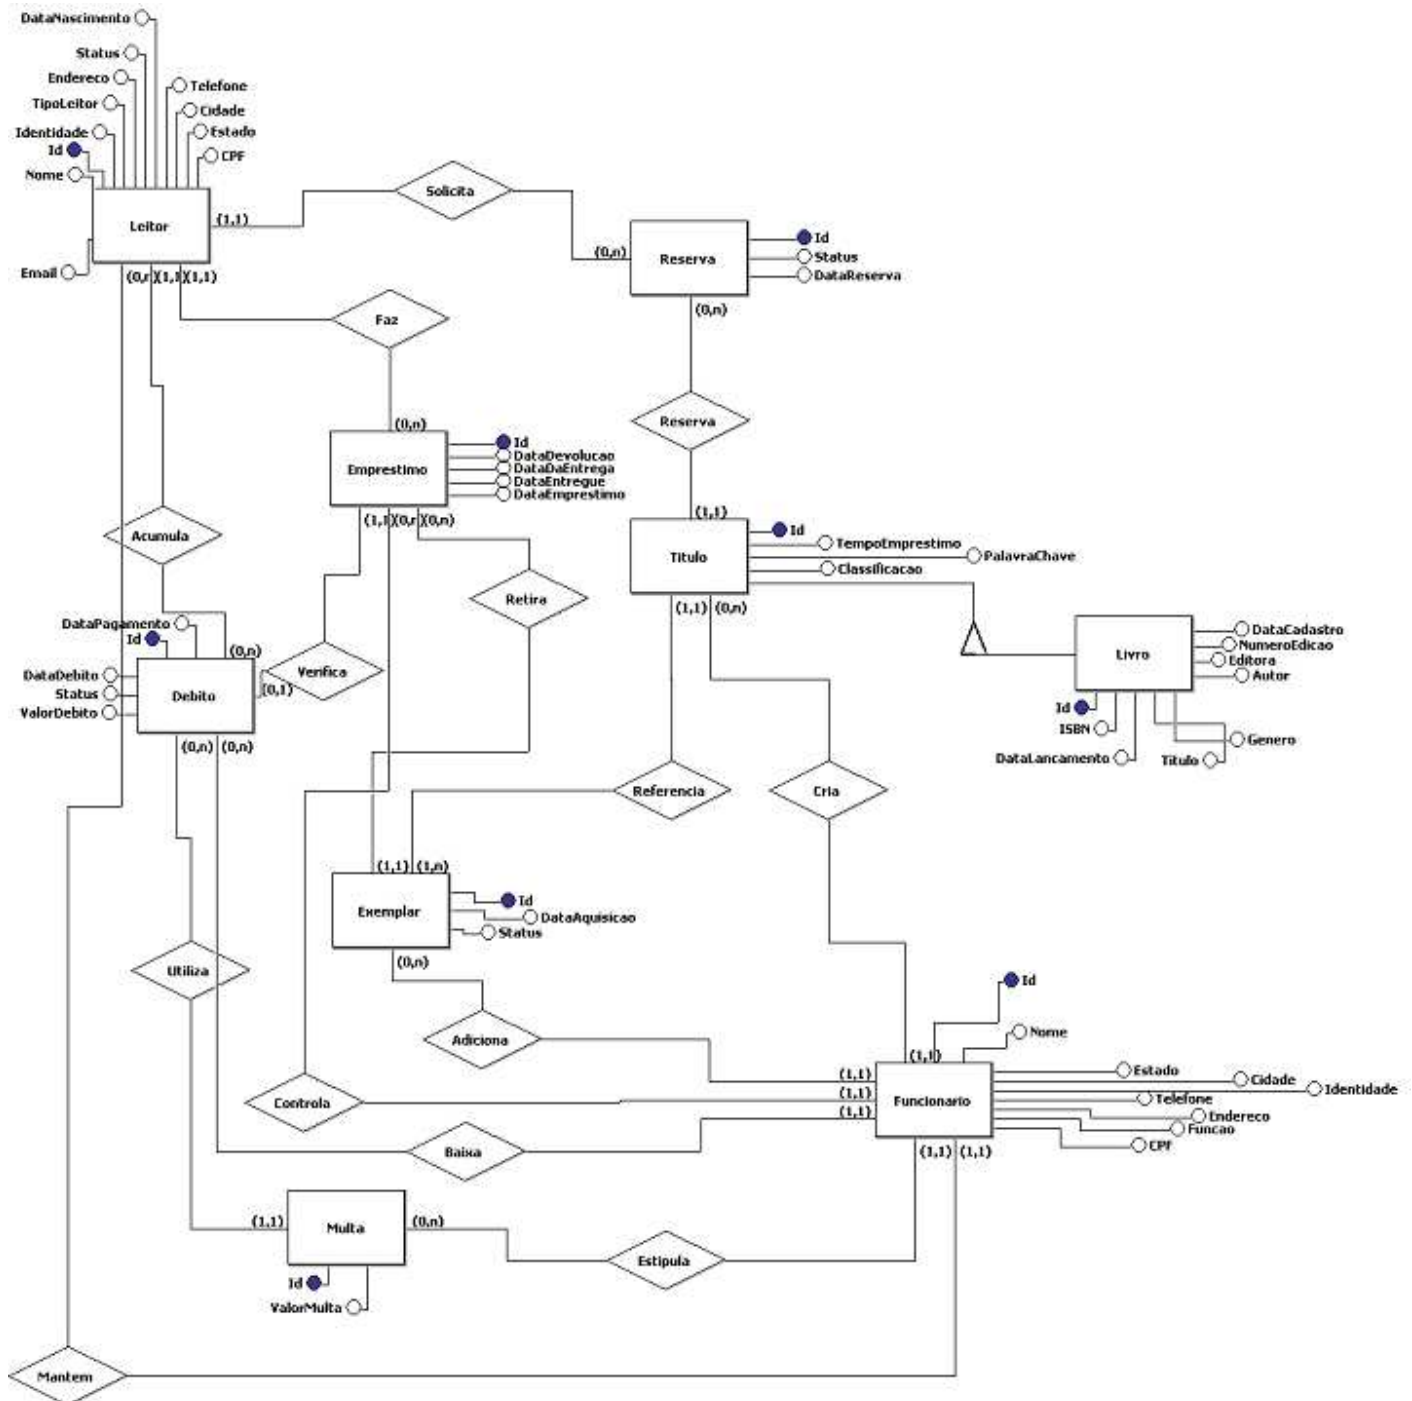 DataNascimento
Status
Endereco
Telefone
TipoLeitor
Cidade
Identidade
Estado
Id
CPF
Nome
Leitor
(1,1)
Solicita
(0,n)
Reserva
Id
Status
DataReserva
Email
(0,n)(1,1)(1,1)
(0,n)
Faz
Reserva
(0,n)
Emprestimo
Id
DataDevolucao
DataDaEntrega
DataEntregue
DataEmprestimo
(1,1)(0,n)(0,n)
(1,1)
Titulo
Id
TempoEmprestimo
PalavraChave
Classificacao
(1,1) (0,n)
Acumula
Retira
Livro
DataCadastro
NumeroEdicao
Editora
Autor
Id
ISBN
DataLancamento
Titulo
Genero
DataPagamento
Id
(0,n)
DataDebito
Status
ValorDebito
Debito
(0,1)
Verifica
(0,n) (0,n)
Referencia
Cria
(1,1) (1,n)
Exemplar
Id
DataAquisicao
Status
(0,n)
Utiliza
Adiciona
Id
Nome
(1,1)
(1,1)
(1,1)
(1,1)
Funcionario
Estado
Cidade
Identidade
Telefone
Endereco
Funcao
CPF
Controla
Baixa
(1,1) (1,1)
(1,1)
Multa
(0,n)
Estipula
Id
ValorMulta
Mantem